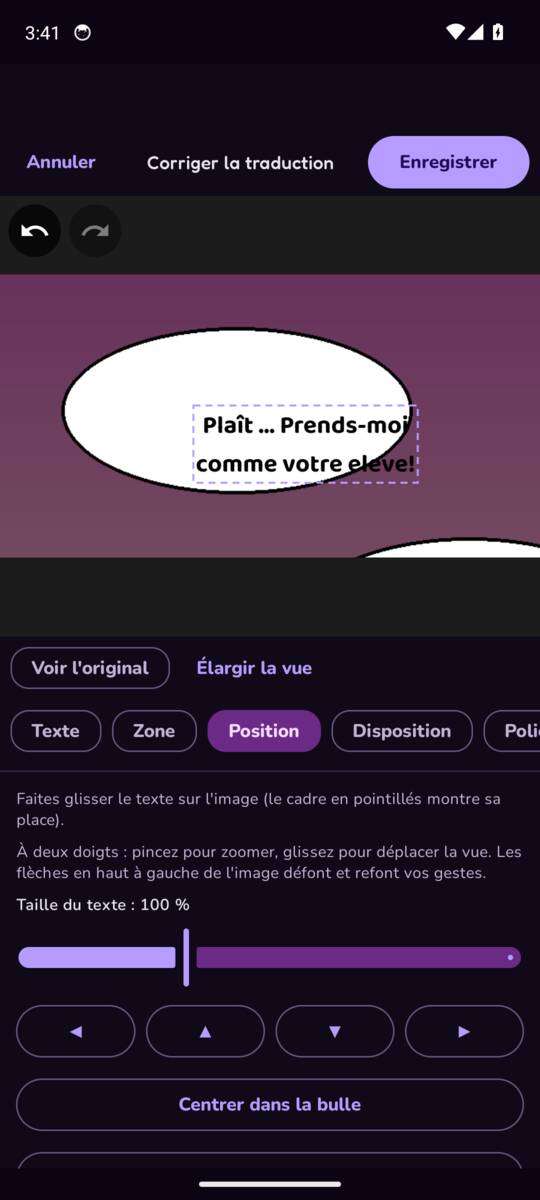 3:41
Annuler
Corriger la traduction
Enregistrer
Plaît ... Prends-moi
comme votre élève!
Voir l'original
Élargir la vue
Texte
Zone
Position
Disposition
Poli
Faites glisser le texte sur l'image (le cadre en pointillés montre sa
place).
À deux doigts : pincez pour zoomer, glissez pour déplacer la vue. Les
flèches en haut à gauche de l'image défont et refont vos gestes.
Taille du texte : 100 %
Centrer dans la bulle